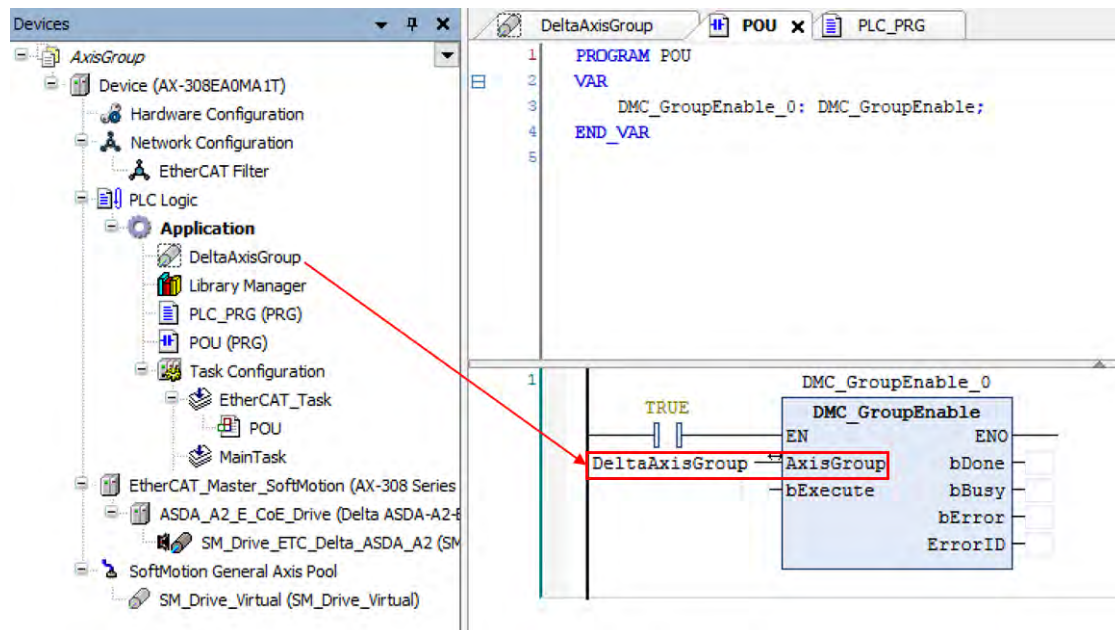 Devices
AxisGroup
Device (AX-308EA0MA1T)
Hardware Configuration
Network Configuration
EtherCAT Filter
PLC Logic
Application
DeltaAxisGroup
Library Manager
PLC_PRG (PRG)
POU (PRG)
Task Configuration
EtherCAT_Task
POU
MainTask
EtherCAT_Master_SoftMotion (AX-308 Series
ASDA_A2_E_CoE_Drive (Delta ASDA-A2-E
SM_Drive_ETC_Delta_ASDA_A2 (SM
SoftMotion General Axis Pool
SM_Drive_Virtual (SM_Drive_Virtual)
DeltaAxisGroup POU X PLC_PRG
1 PROGRAM POU
2 VAR
3 DMC_GroupEnable_0: DMC_GroupEnable;
4 END_VAR
5
1
DMC_GroupEnable_0
TRUE DMC_GroupEnable
EN ENO
DeltaAxisGroup AxisGroup bDone
bExecute bBusy
bError
ErrorID